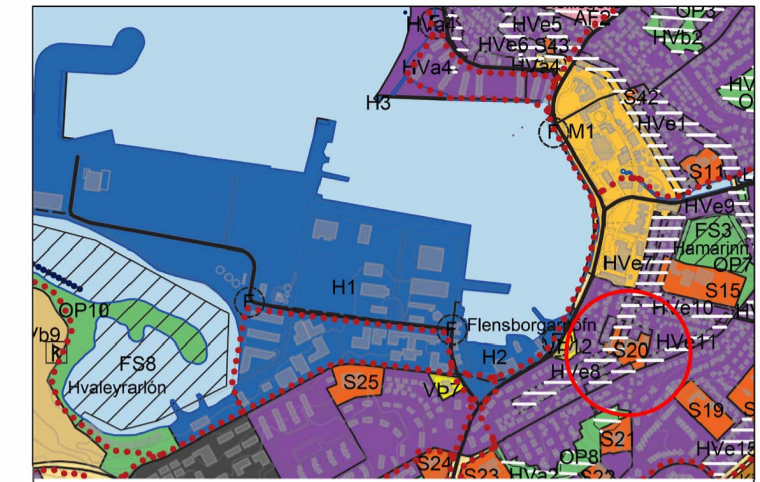 HVa4
HVe5
AF2
OP3
HVe6 S43
HVb2
HVa4
HVa4
H3
S42
F M1
HVe1
S11
HVe9
FS3
Hamarinn
OP7
HVe7
S15
H1
F
OP10
HVe10
F
Flensborgarhöfn
S20
HVe11
FS8
Hvaleyrarlón
H2
HVe8
S25
VÞ7
S19
S21
HVe15
OP8
S24
S23
HVa2
S22